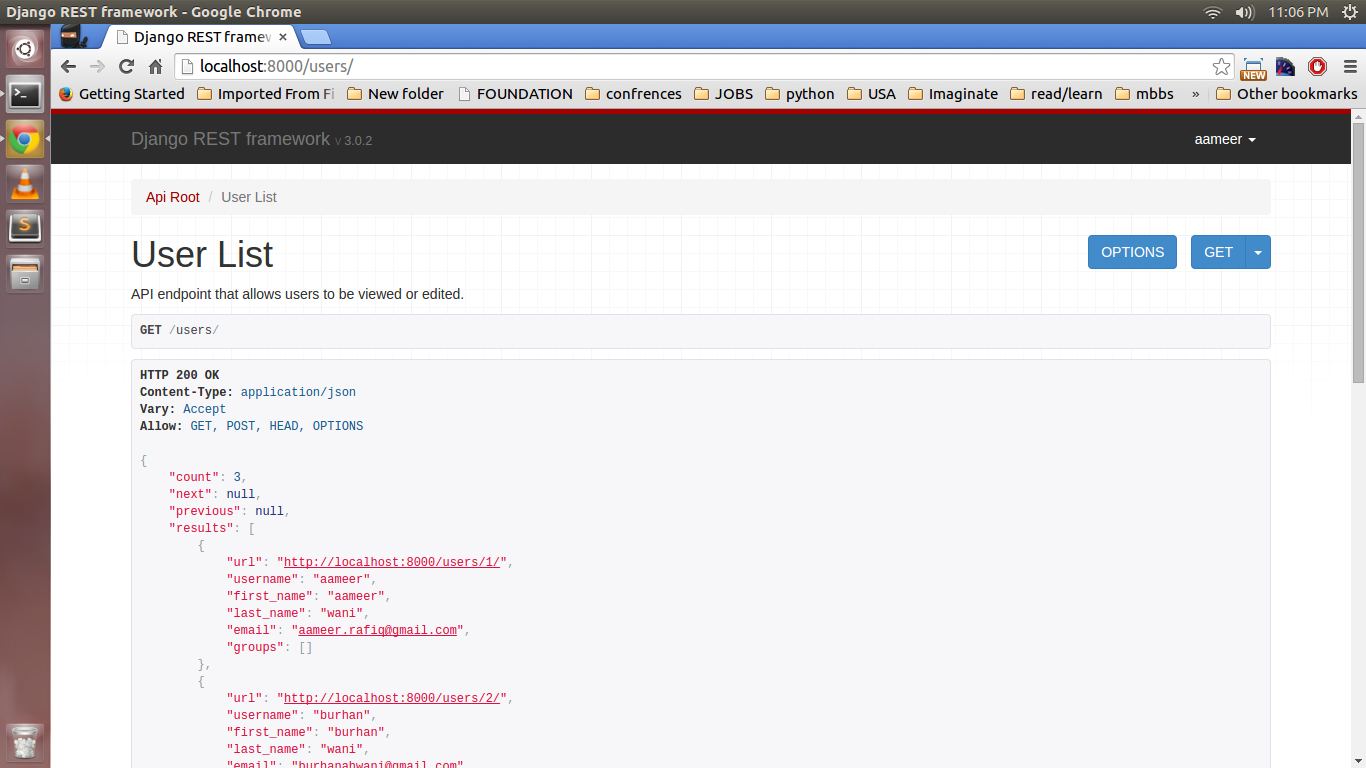 Django REST framework - Google Chrome
11:06 PM
Django REST framew
localhost:8000/users/
NEW
Getting Started
Imported From Fi
New folder
FOUNDATION
confrences
JOBS
python
USA
Imaginate
read/learn
mbbs
»
Other bookmarks
Django REST framework v 3.0.2
aameer
Api Root / User List
User List
OPTIONS
GET
API endpoint that allows users to be viewed or edited.
GET /users/
HTTP 200 OK
Content-Type: application/json
Vary: Accept
Allow: GET, POST, HEAD, OPTIONS
{
"count": 3,
"next": null,
"previous": null,
"results": [
{
"url": "http://localhost:8000/users/1/",
"username": "aameer",
"first_name": "aameer",
"last_name": "wani",
"email": "aameer.rafiq@gmail.com",
"groups": []
},
{
"url": "http://localhost:8000/users/2/",
"username": "burhan",
"first_name": "burhan",
"last_name": "wani",
"email": "burhanabwani@gmail.com"